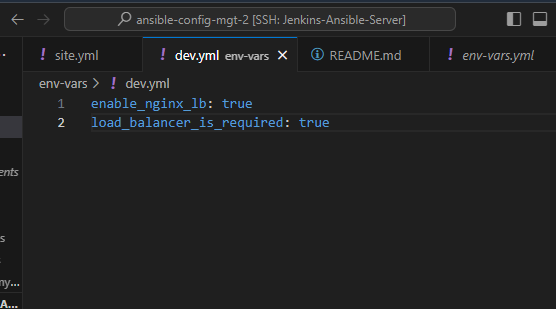 ansible-config-mgt-2 [SSH: Jenkins-Ansible-Server]
! site.yml
! dev.yml env-vars
README.md
! env-vars.yml
env-vars > ! dev.yml
1 enable_nginx_lb: true
2 load_balancer_is_required: true
ents
s
my...
A...